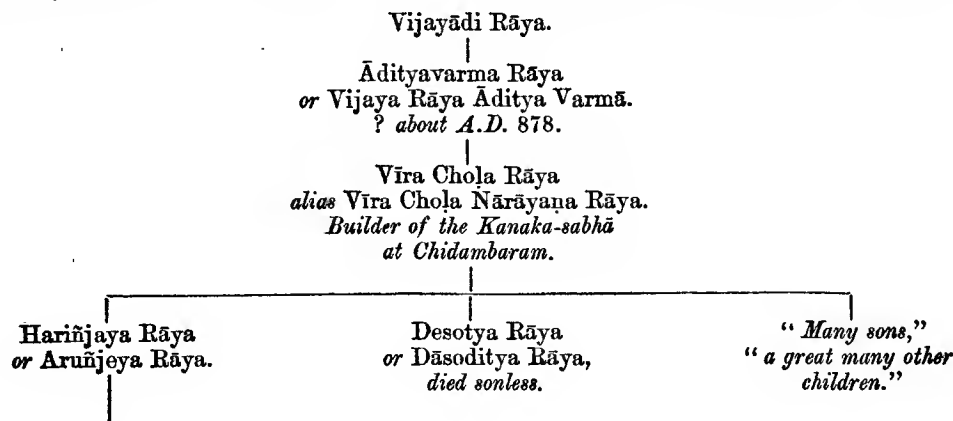 Vijayādi Rāya.
Ādityavarma Rāya
or Vijaya Rāya Āditya Varmā.
? about A.D. 878.
Vīra Choḷa Rāya
alias Vīra Choḷa Ñārāyaṇa Rāya.
Builder of the Kanaka-sabhā
at Chidambaram.
Hariñjaya Rāya
or Aruñjeya Rāya.
Desotya Rāya
or Dāsoditya Rāya,
died sonless.
“ Many sons,”
“ a great many other
children.”